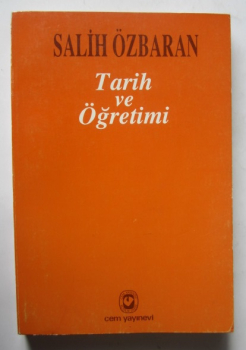 SALİH ÖZBARAN
Tarih
ve
Öğretimi
cem yayınevi